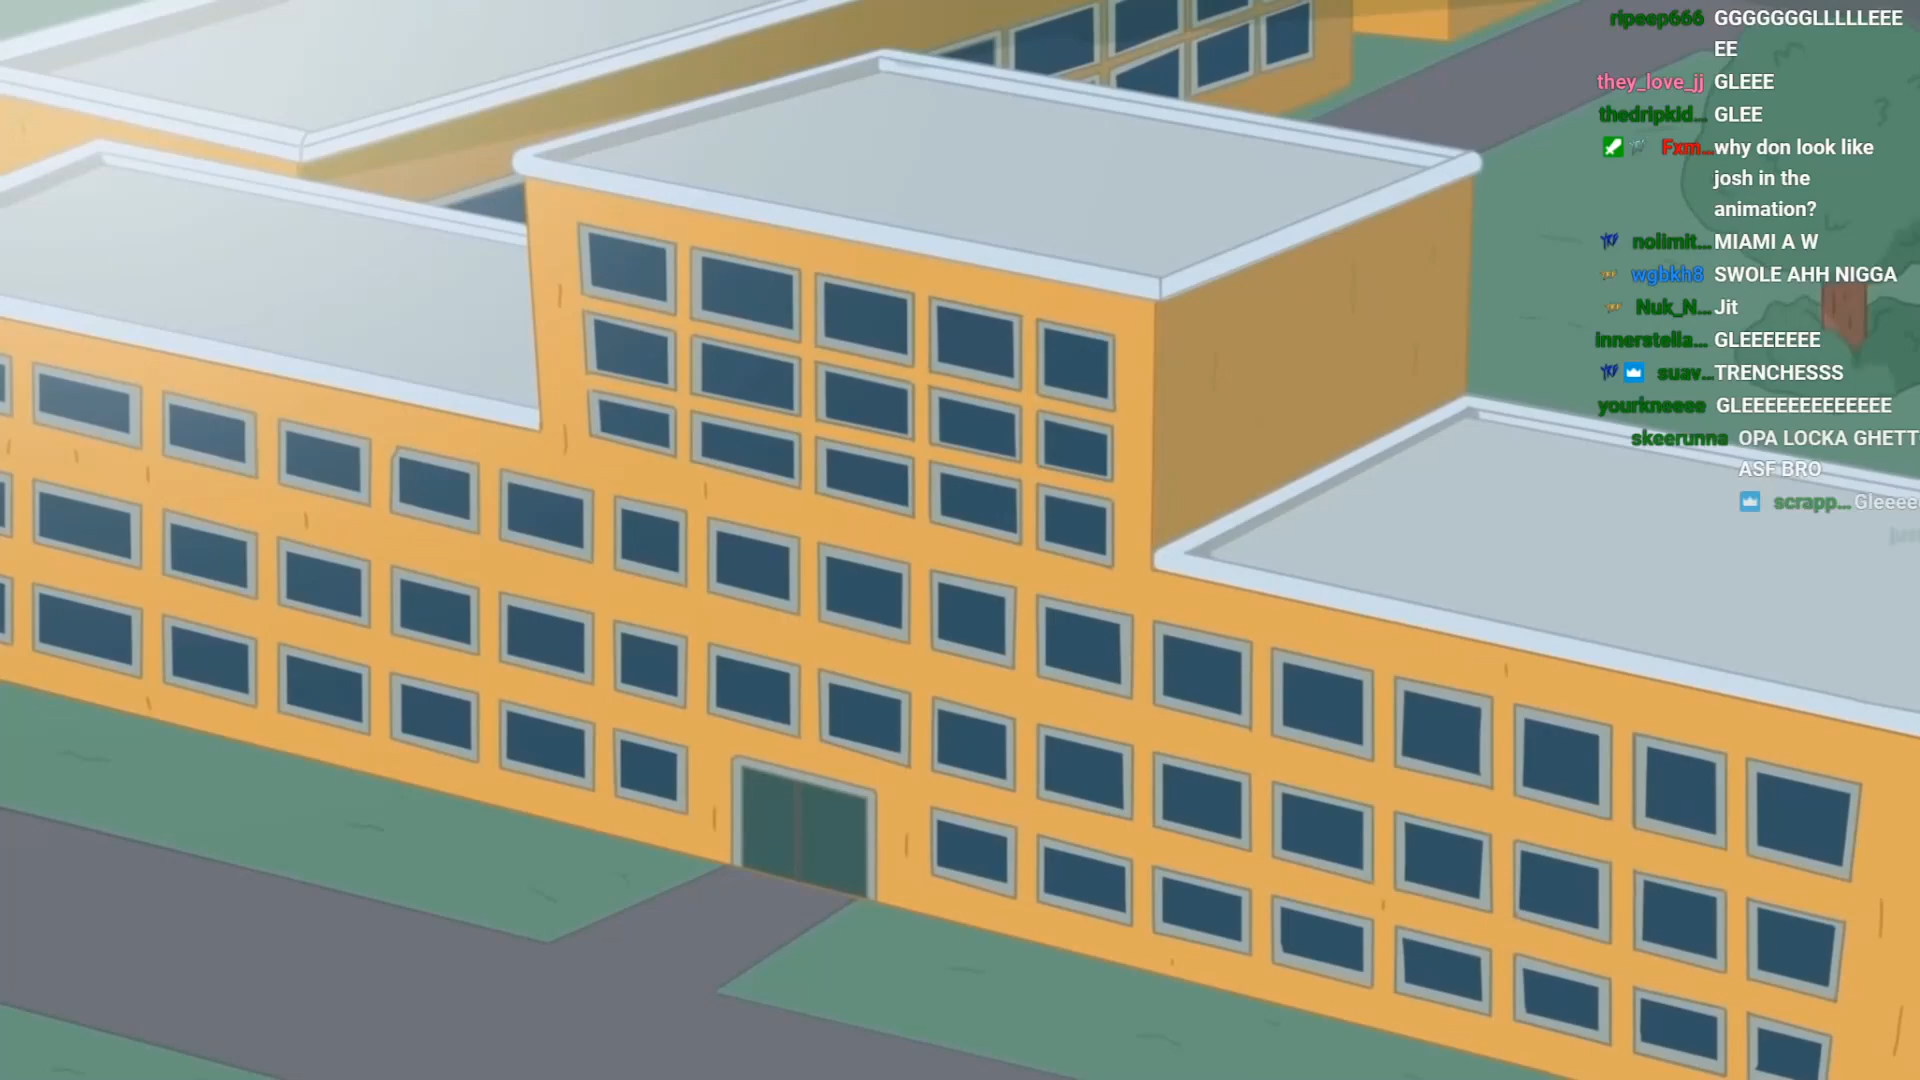 ripeep666 GGGGGGGLLLLLEEE
EE
they_love_jj GLEEE
thedripkid... GLEE
Fxm... why don look like
josh in the
animation?
nolimit... MIAMI A W
wgbkh8 SWOLE AHH NIGGA
Nuk_N... Jit
innerstella... GLEEEEEEE
suav... TRENCHESSS
yourkneeee GLEEEEEEEEEEEEE
skeerunna OPA LOCKA GHETT
ASF BRO
scrapp... Gleeee